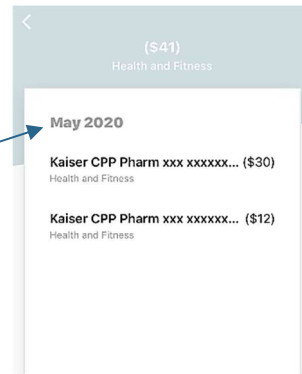 ($41)
Health and Fitness
May 2020
Kaiser CPP Pharm xxx xxxxxx... ($30)
Health and Fitness
Kaiser CPP Pharm xxx xxxxxx... ($12)
Health and Fitness